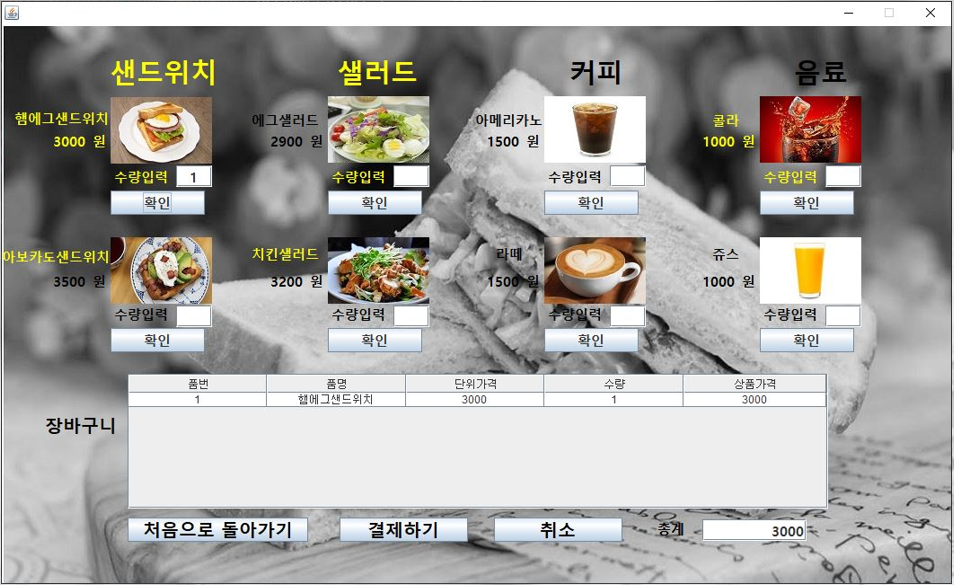 샌드위치 샐러드 커피 음료
햄에그샌드위치 에그샐러드 아메리카노 콜라
3000 원 2900 원 1500 원 1000 원
수량입력 1 수량입력 수량입력 수량입력
확인 확인 확인 확인
아보카도샌드위치 치킨샐러드 라떼 쥬스
3500 원 3200 원 1500 원 1000 원
수량입력 수량입력 수량입력 수량입력
확인 확인 확인 확인
품번 품명 단위가격 수량 상품가격
1 햄에그샌드위치 3000 1 3000
장바구니
처음으로 돌아가기 결제하기 취소 총계 3000